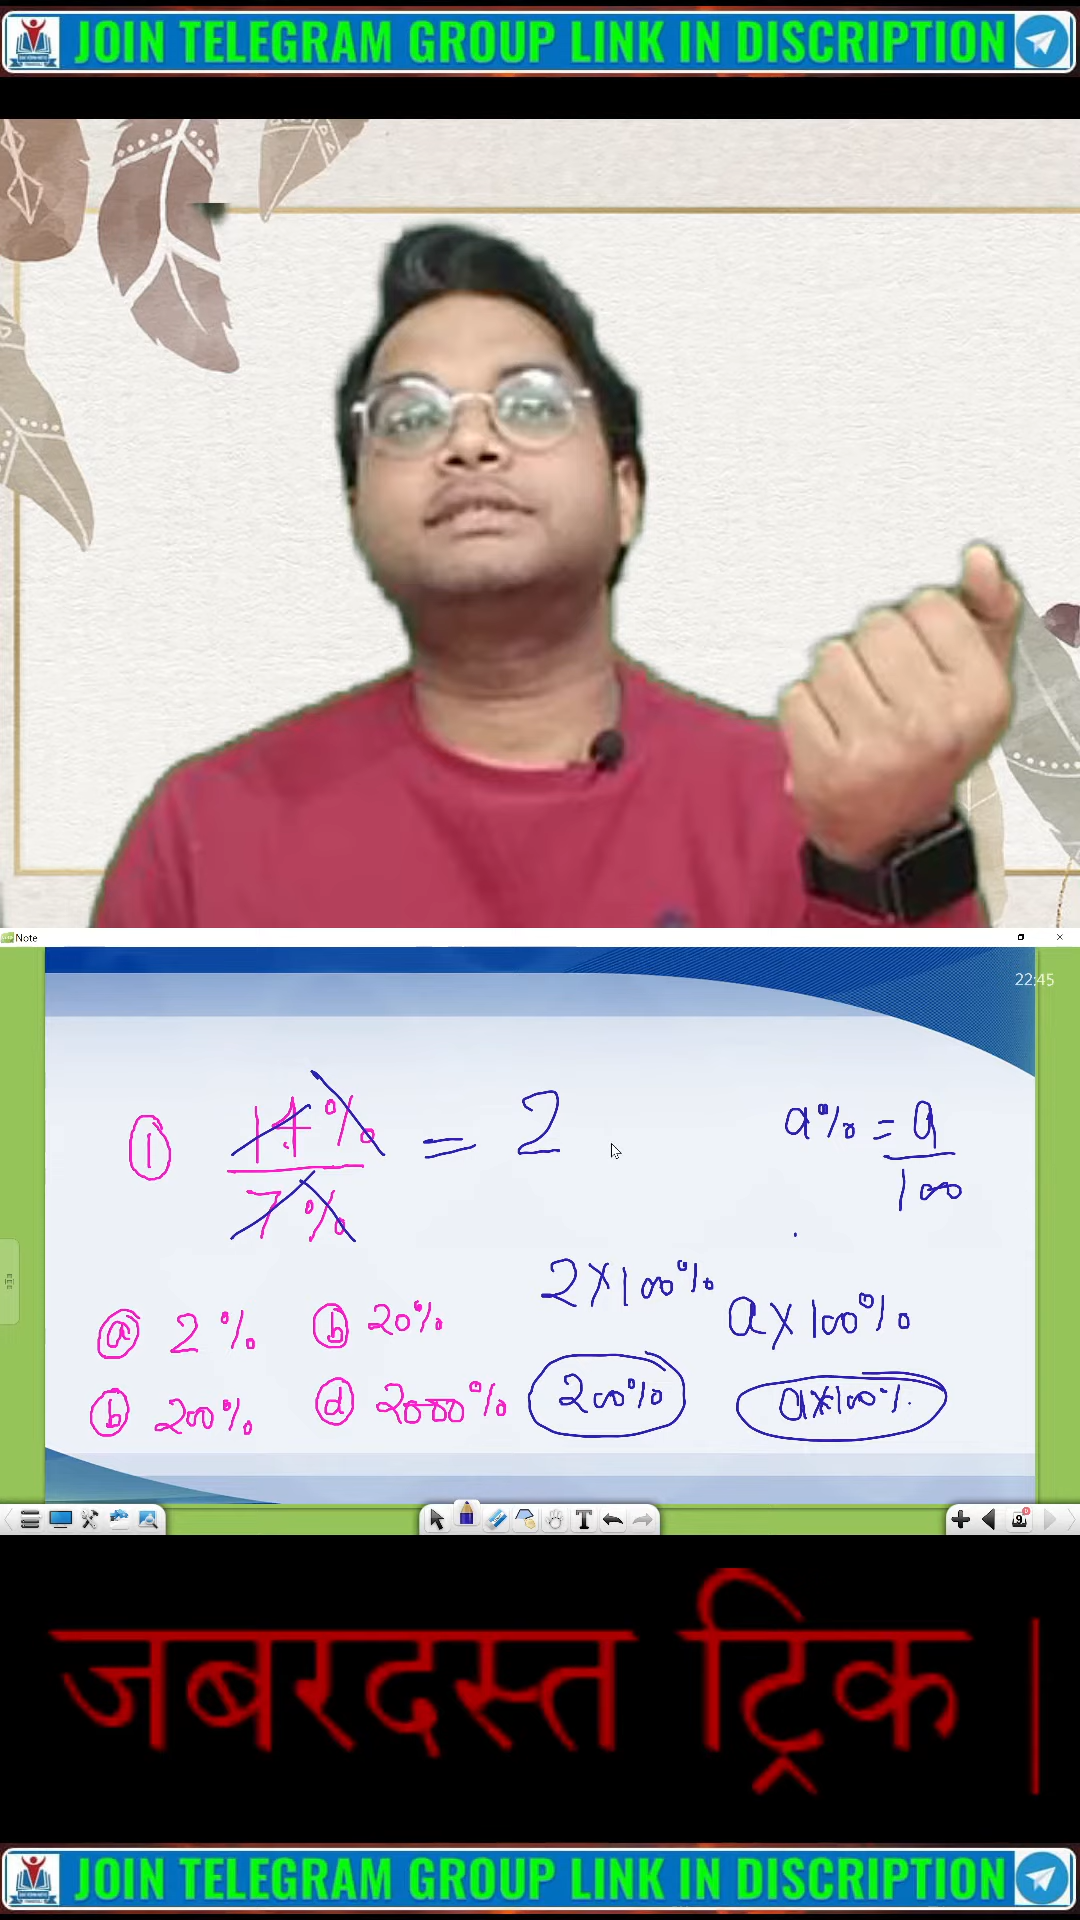 JOIN TELEGRAM GROUP LINK IN DISCRIPTION
Note
22:45
① 14% / 7% = 2
a% = a / 100
2×100%
a×100%
ⓐ 2% ⓑ 20%
ⓑ 200% ⓓ 2000%
200%
a×100%
9
जबरदस्त ट्रिक |
JOIN TELEGRAM GROUP LINK IN DISCRIPTION